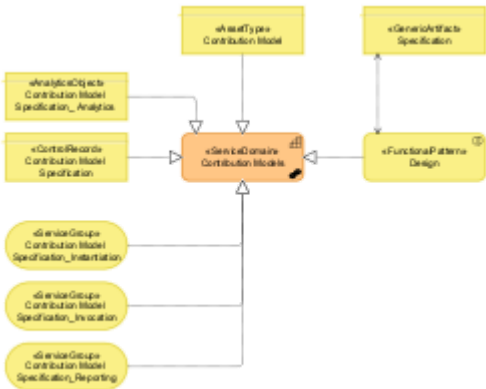 «AssetType»
Contribution Model
«GenericArtifact»
Specification
«AnalyticsObject»
Contribution Model
Specification_ Analytics
«ControlRecord»
Contribution Model
Specification
«ServiceDomain»
Contribution Models
«FunctionalPattern»
Design
«ServiceGroup»
Contribution Model
Specification_Instantiation
«ServiceGroup»
Contribution Model
Specification_Invocation
«ServiceGroup»
Contribution Model
Specification_Reporting